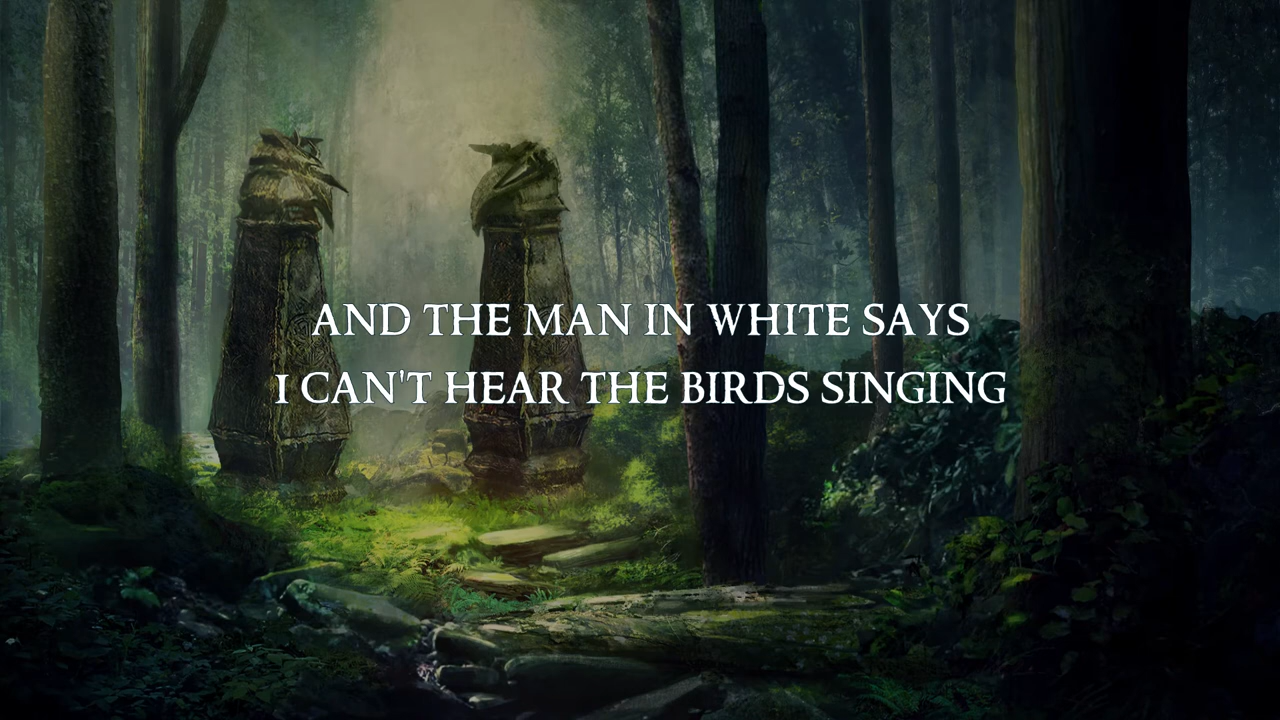 AND THE MAN IN WHITE SAYS
I CAN'T HEAR THE BIRDS SINGING